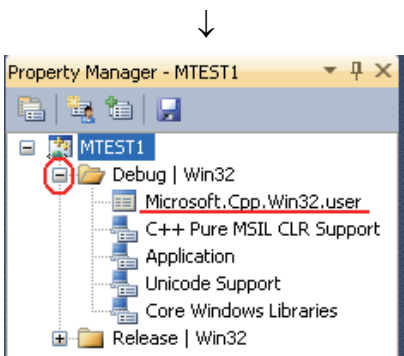 ↓
Property Manager - MTEST1
MTEST1
Debug | Win32
Microsoft.Cpp.Win32.user
C++ Pure MSIL CLR Support
Application
Unicode Support
Core Windows Libraries
Release | Win32